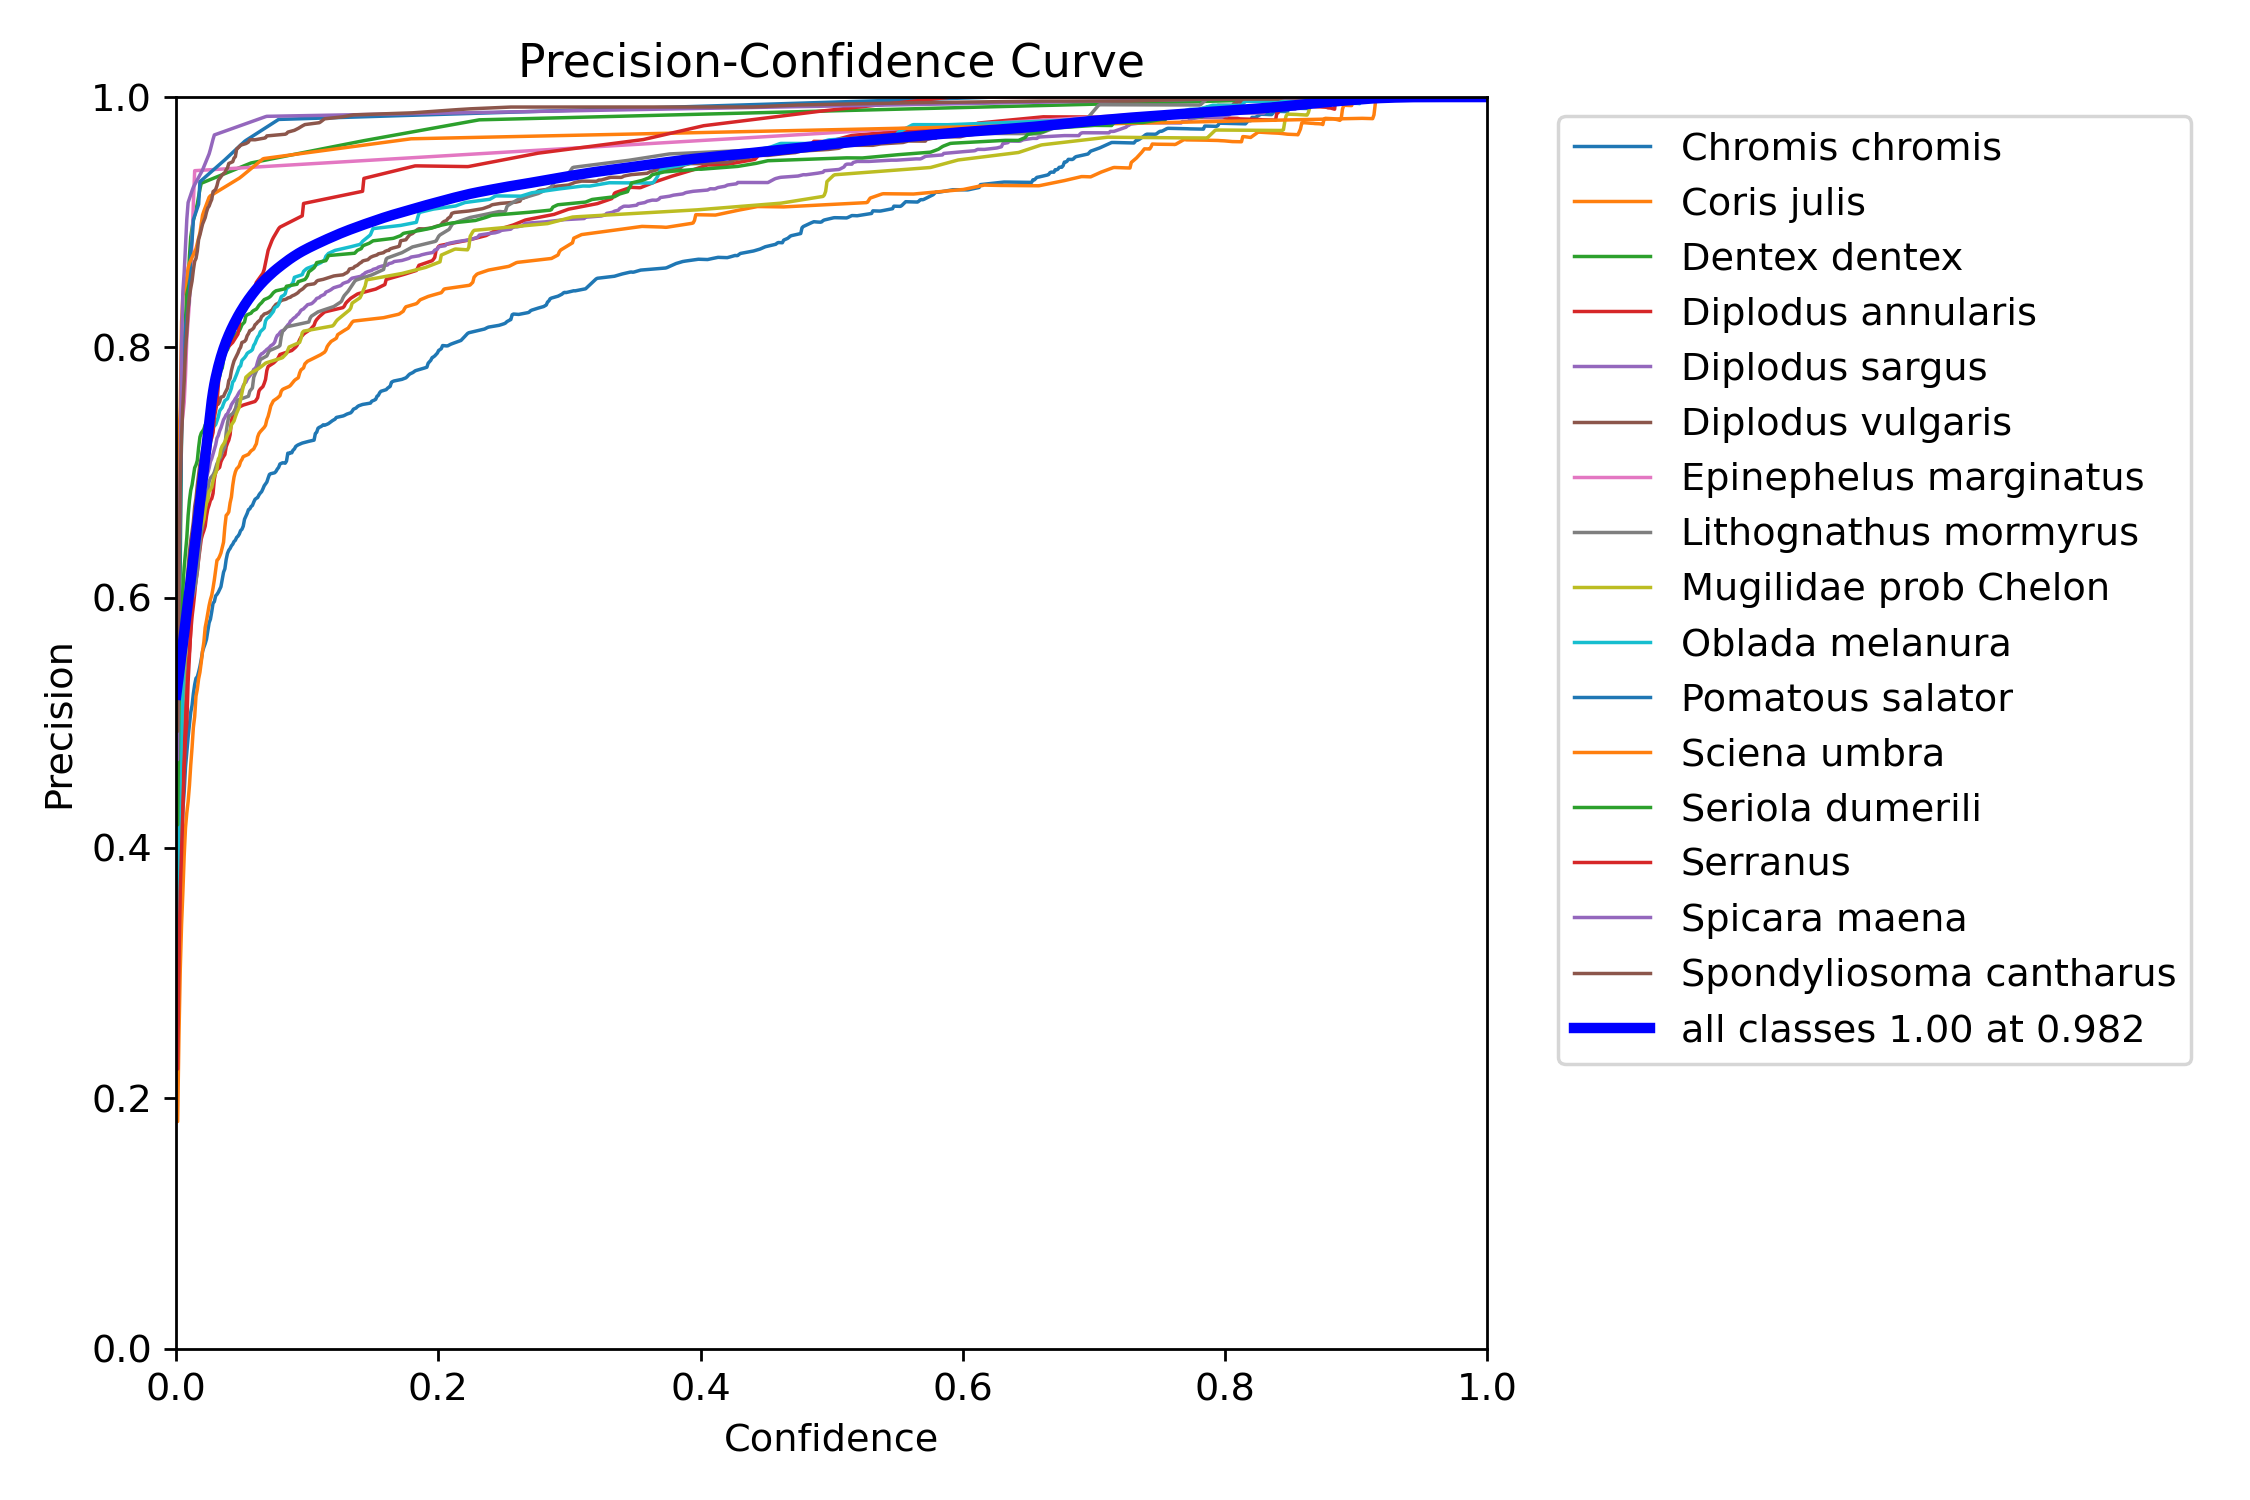 Precision-Confidence Curve
1.0
0.8
0.6
0.4
0.2
0.0
Precision
0.0 0.2 0.4 0.6 0.8 1.0
Confidence
Chromis chromis
Coris julis
Dentex dentex
Diplodus annularis
Diplodus sargus
Diplodus vulgaris
Epinephelus marginatus
Lithognathus mormyrus
Mugilidae prob Chelon
Oblada melanura
Pomatous salator
Sciena umbra
Seriola dumerili
Serranus
Spicara maena
Spondyliosoma cantharus
all classes 1.00 at 0.982